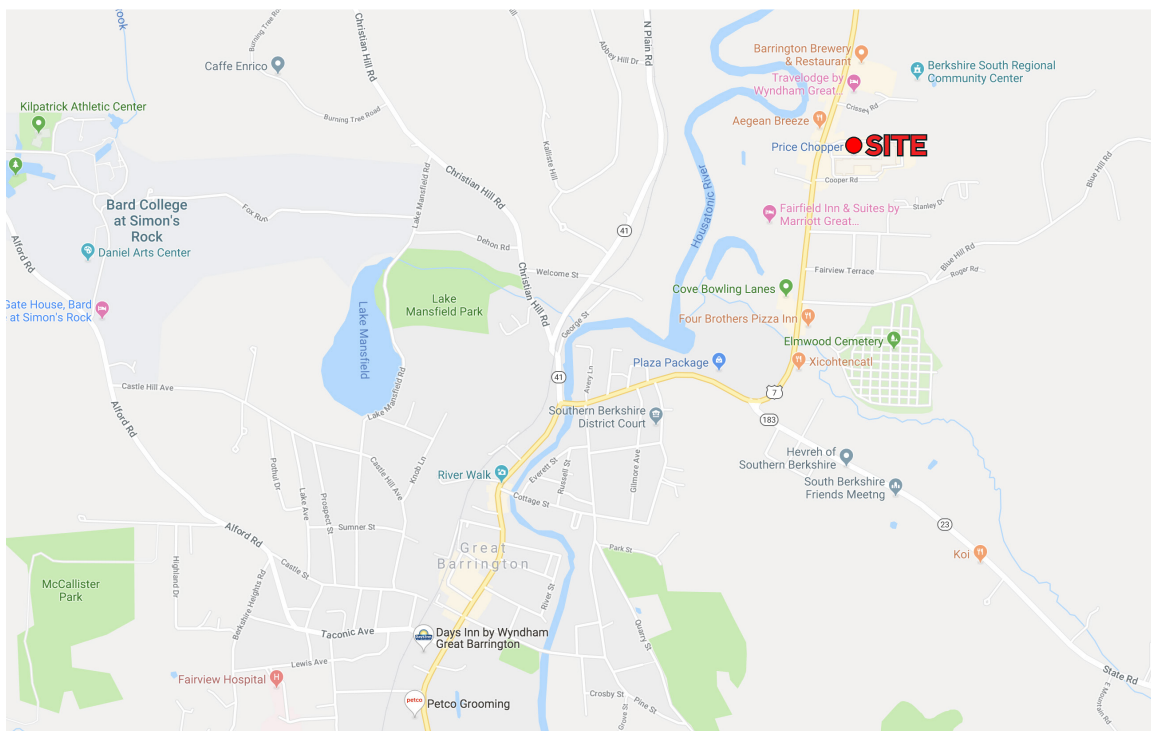 ook
Burning Tree Road
Caffe Enrico
Burning Tree Road
Christian Hill Rd
Abbey Hill Dr
N Plain Rd
Barrington Brewery
& Restaurant
Travelodge by
Wyndham Great...
Berkshire South Regional
Community Center
Crissey Rd
Aegean Breeze
Price Chopper
SITE
Cooper Rd
Kilpatrick Athletic Center
Bard College
at Simon's
Rock
Daniel Arts Center
Fox Run
Lake Mansfield Rd
Christian Hill Rd
Kalliste Hill
Housatonic River
Blue Hill Rd
Stanley Dr
Fairfield Inn & Suites by
Marriott Great...
41
Alford Rd
Dehon Rd
Welcome St
Christian Hill Rd
Blue Hill Rd
Roger Rd
Fairview Terrace
Gate House, Bard
at Simon's Rock
Lake Mansfield
Lake
Mansfield Park
George St
Cove Bowling Lanes
Four Brothers Pizza Inn
Elmwood Cemetery
Plaza Package
Xicohtencatl
Castle Hill Ave
41
Avery Ln
7
Alford Rd
Lake Mansfield Rd
Southern Berkshire
District Court
183
Hevreh of
Southern Berkshire
South Berkshire
Friends Meetng
River Walk
Everett St
Russell St
Gilmore Ave
Pothul Dr
Lake Ave
Prospect St
Castle Hill Ave
Knob Ln
Cottage St
Sumner St
23
Alford Rd
Great
Barrington
Park St
Koi
Castle St
Highland Dr
Berkshire Heights Rd
McCallister
Park
River St
Quarry St
Taconic Ave
Days Inn by Wyndham
Great Barrington
Lewis Ave
Fairview Hospital
H
petco
Petco Grooming
Crosby St
Pine St
Grove St
State Rd
E Mountain Rd